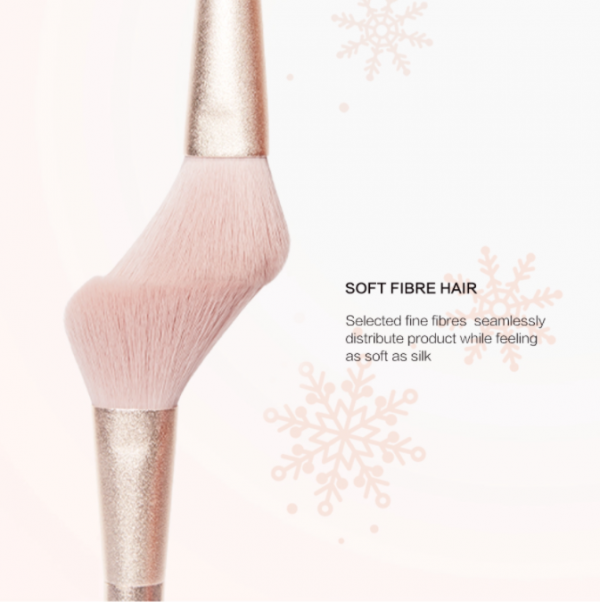 SOFT FIBRE HAIR
Selected fine fibres seamlessly
distribute product while feeling
as soft as silk